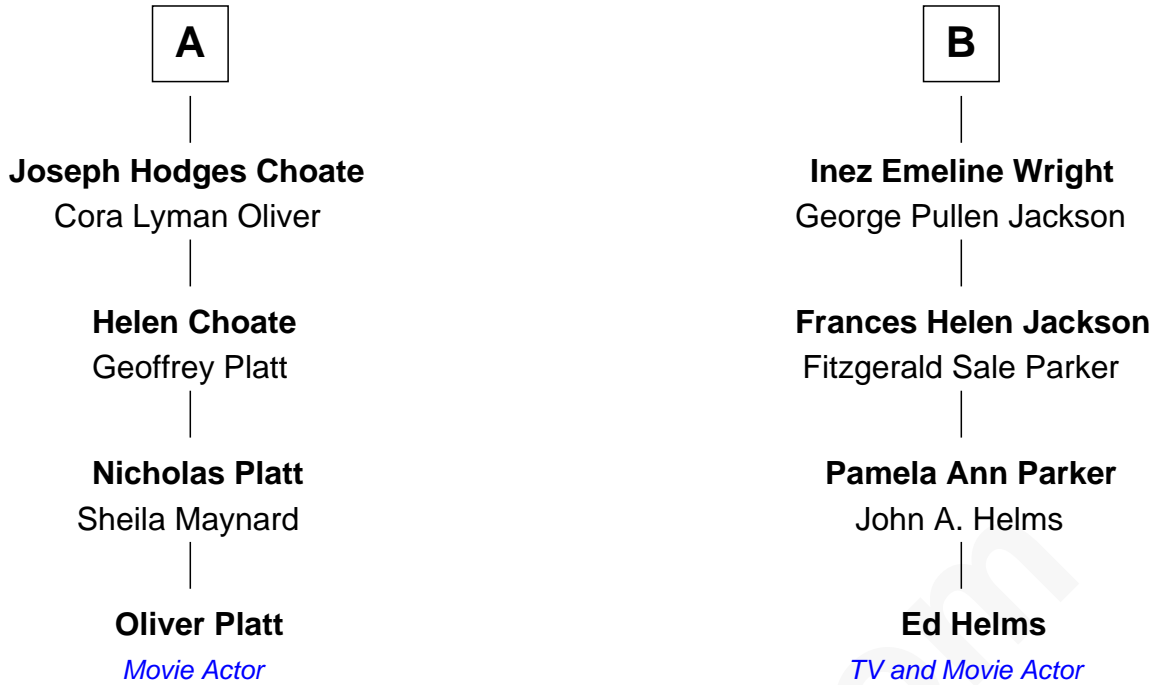 A
Joseph Hodges Choate
Cora Lyman Oliver
Helen Choate
Geoffrey Platt
Nicholas Platt
Sheila Maynard
Oliver Platt
Movie Actor
B
Inez Emeline Wright
George Pullen Jackson
Frances Helen Jackson
Fitzgerald Sale Parker
Pamela Ann Parker
John A. Helms
Ed Helms
TV and Movie Actor